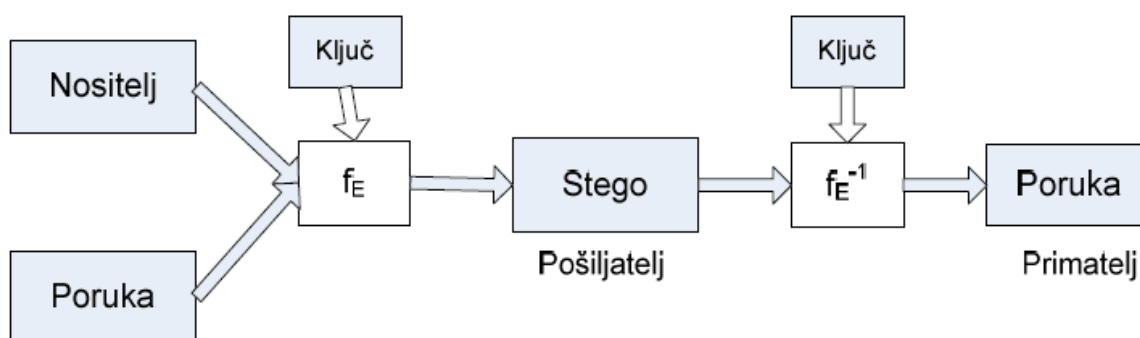 Nositelj
Poruka
Ključ
f_E
Stego
Pošiljatelj
Ključ
f_E^-1
Poruka
Primatelj